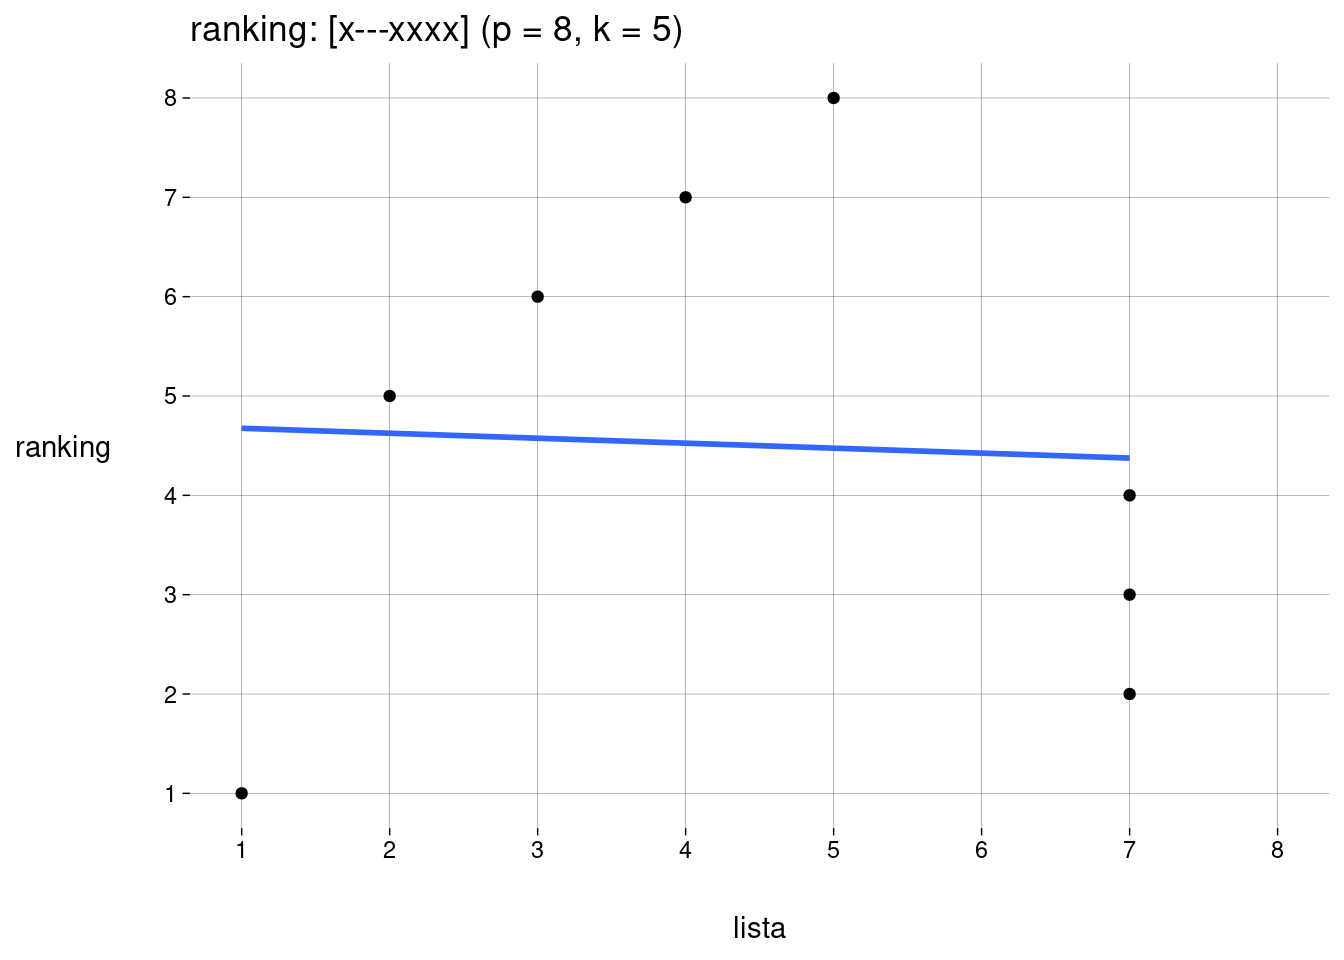 ranking: [x---xxxx] (p = 8, k = 5)
8
7
6
5
ranking
4
3
2
1
1 2 3 4 5 6 7 8
lista